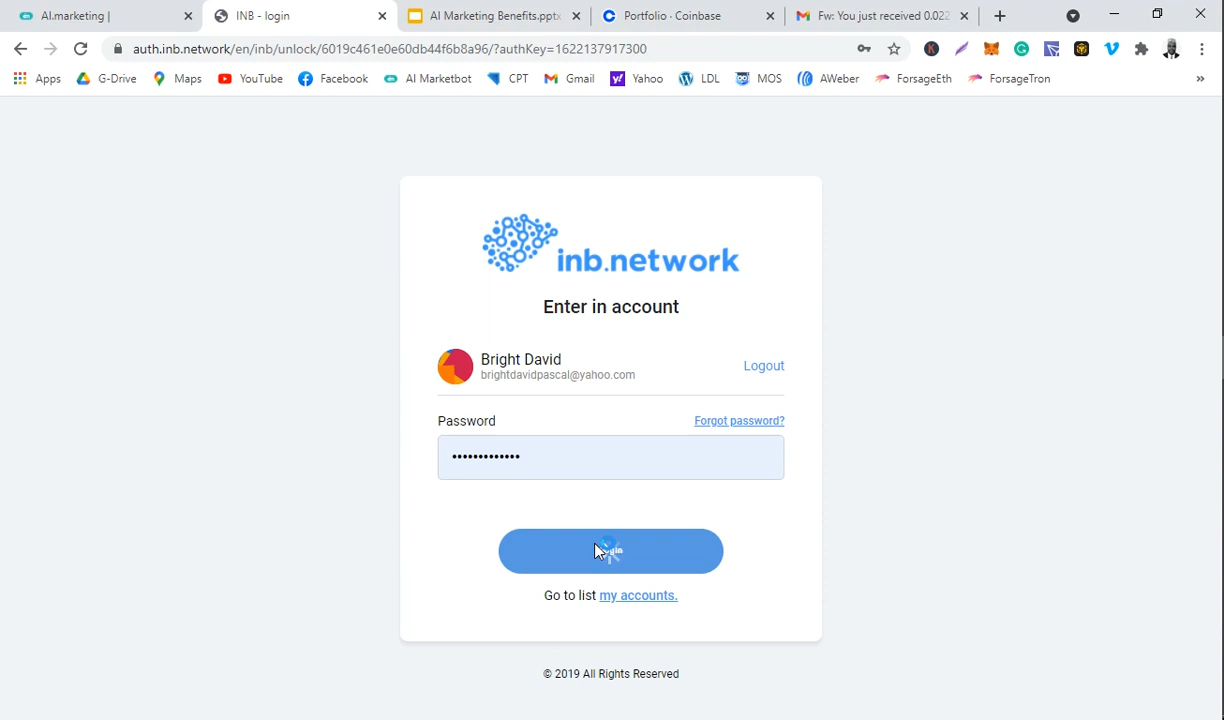 AI.marketing |
INB - login
AI Marketing Benefits.pptx
Portfolio - Coinbase
Fw: You just received 0.022
auth.inb.network/en/inb/unlock/6019c461e0e60db44f6b8a96/?authKey=1622137917300
Apps
G-Drive
Maps
YouTube
Facebook
AI Marketbot
CPT
Gmail
Yahoo
LDL
MOS
AWeber
ForsageEth
ForsageTron
»
inb.network
Enter in account
Bright David
brightdavidpascal@yahoo.com
Logout
Password
Forgot password?
•••••••••••••
Go to list my accounts.
© 2019 All Rights Reserved